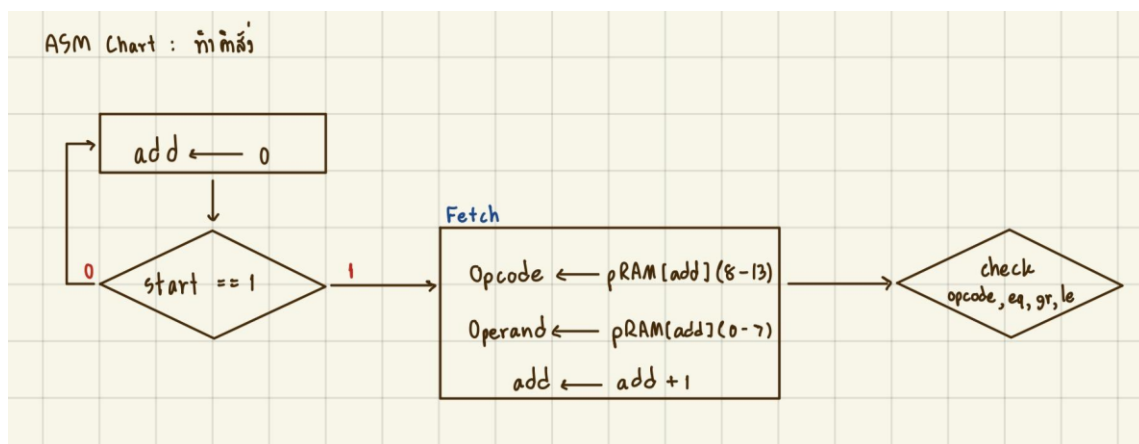 ASM Chart : ทำคำสั่ง
add ← 0
start == 1
0
1
Fetch
Opcode ← pRAM[add](8-13)
Operand ← pRAM[add](0-7)
add ← add + 1
check
opcode, eq, gr, le